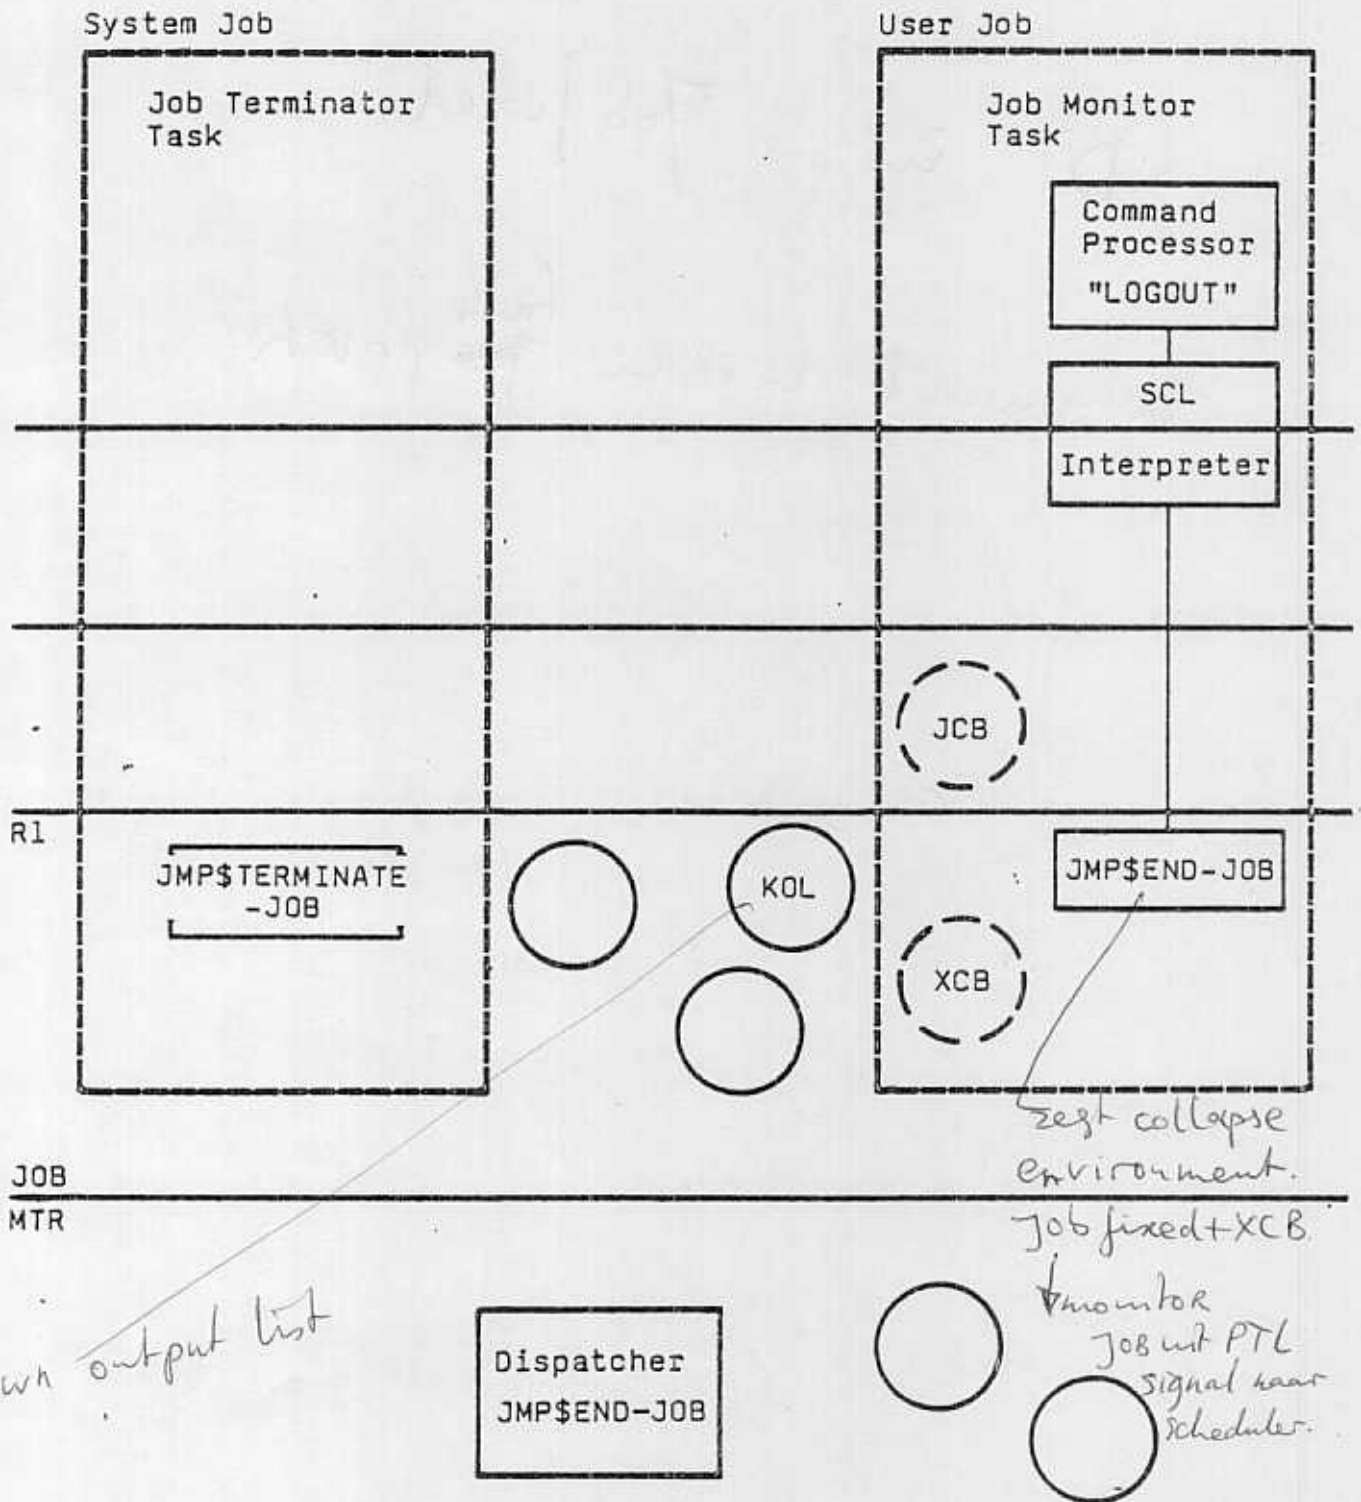 System Job
User Job
Job Terminator
Task
Job Monitor
Task
Command
Processor
"LOGOUT"
SCL
Interpreter
JCB
R1
JMP$TERMINATE
-JOB
KOL
JMP$END-JOB
XCB
collapse
environment.
JOB
MTR
Job fixed + XCB
monitor
JOB uit PTL
signal naar
scheduler.
wn output list
Dispatcher
JMP$END-JOB